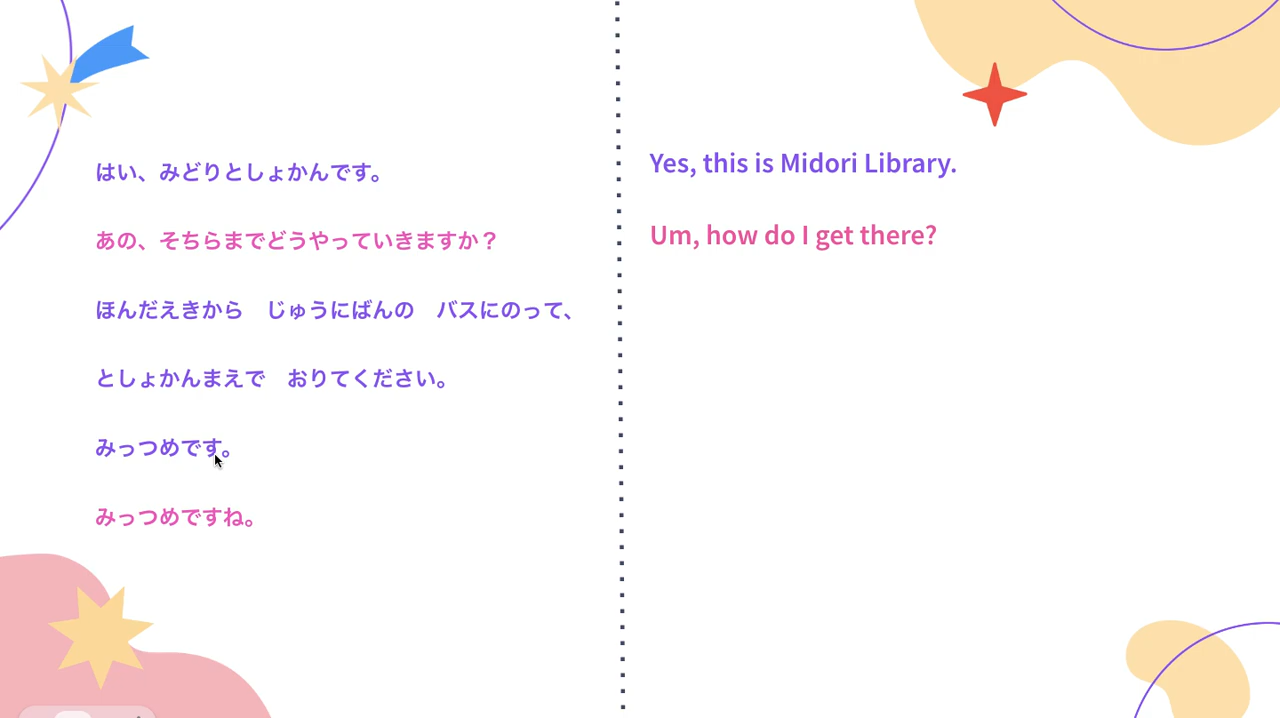 はい、みどりとしょかんです。
あの、そちらまでどうやっていきますか？
ほんだえきから　じゅうにばんの　バスにのって、
としょかんまえで　おりてください。
みっつめです。
みっつめですね。
Yes, this is Midori Library.
Um, how do I get there?